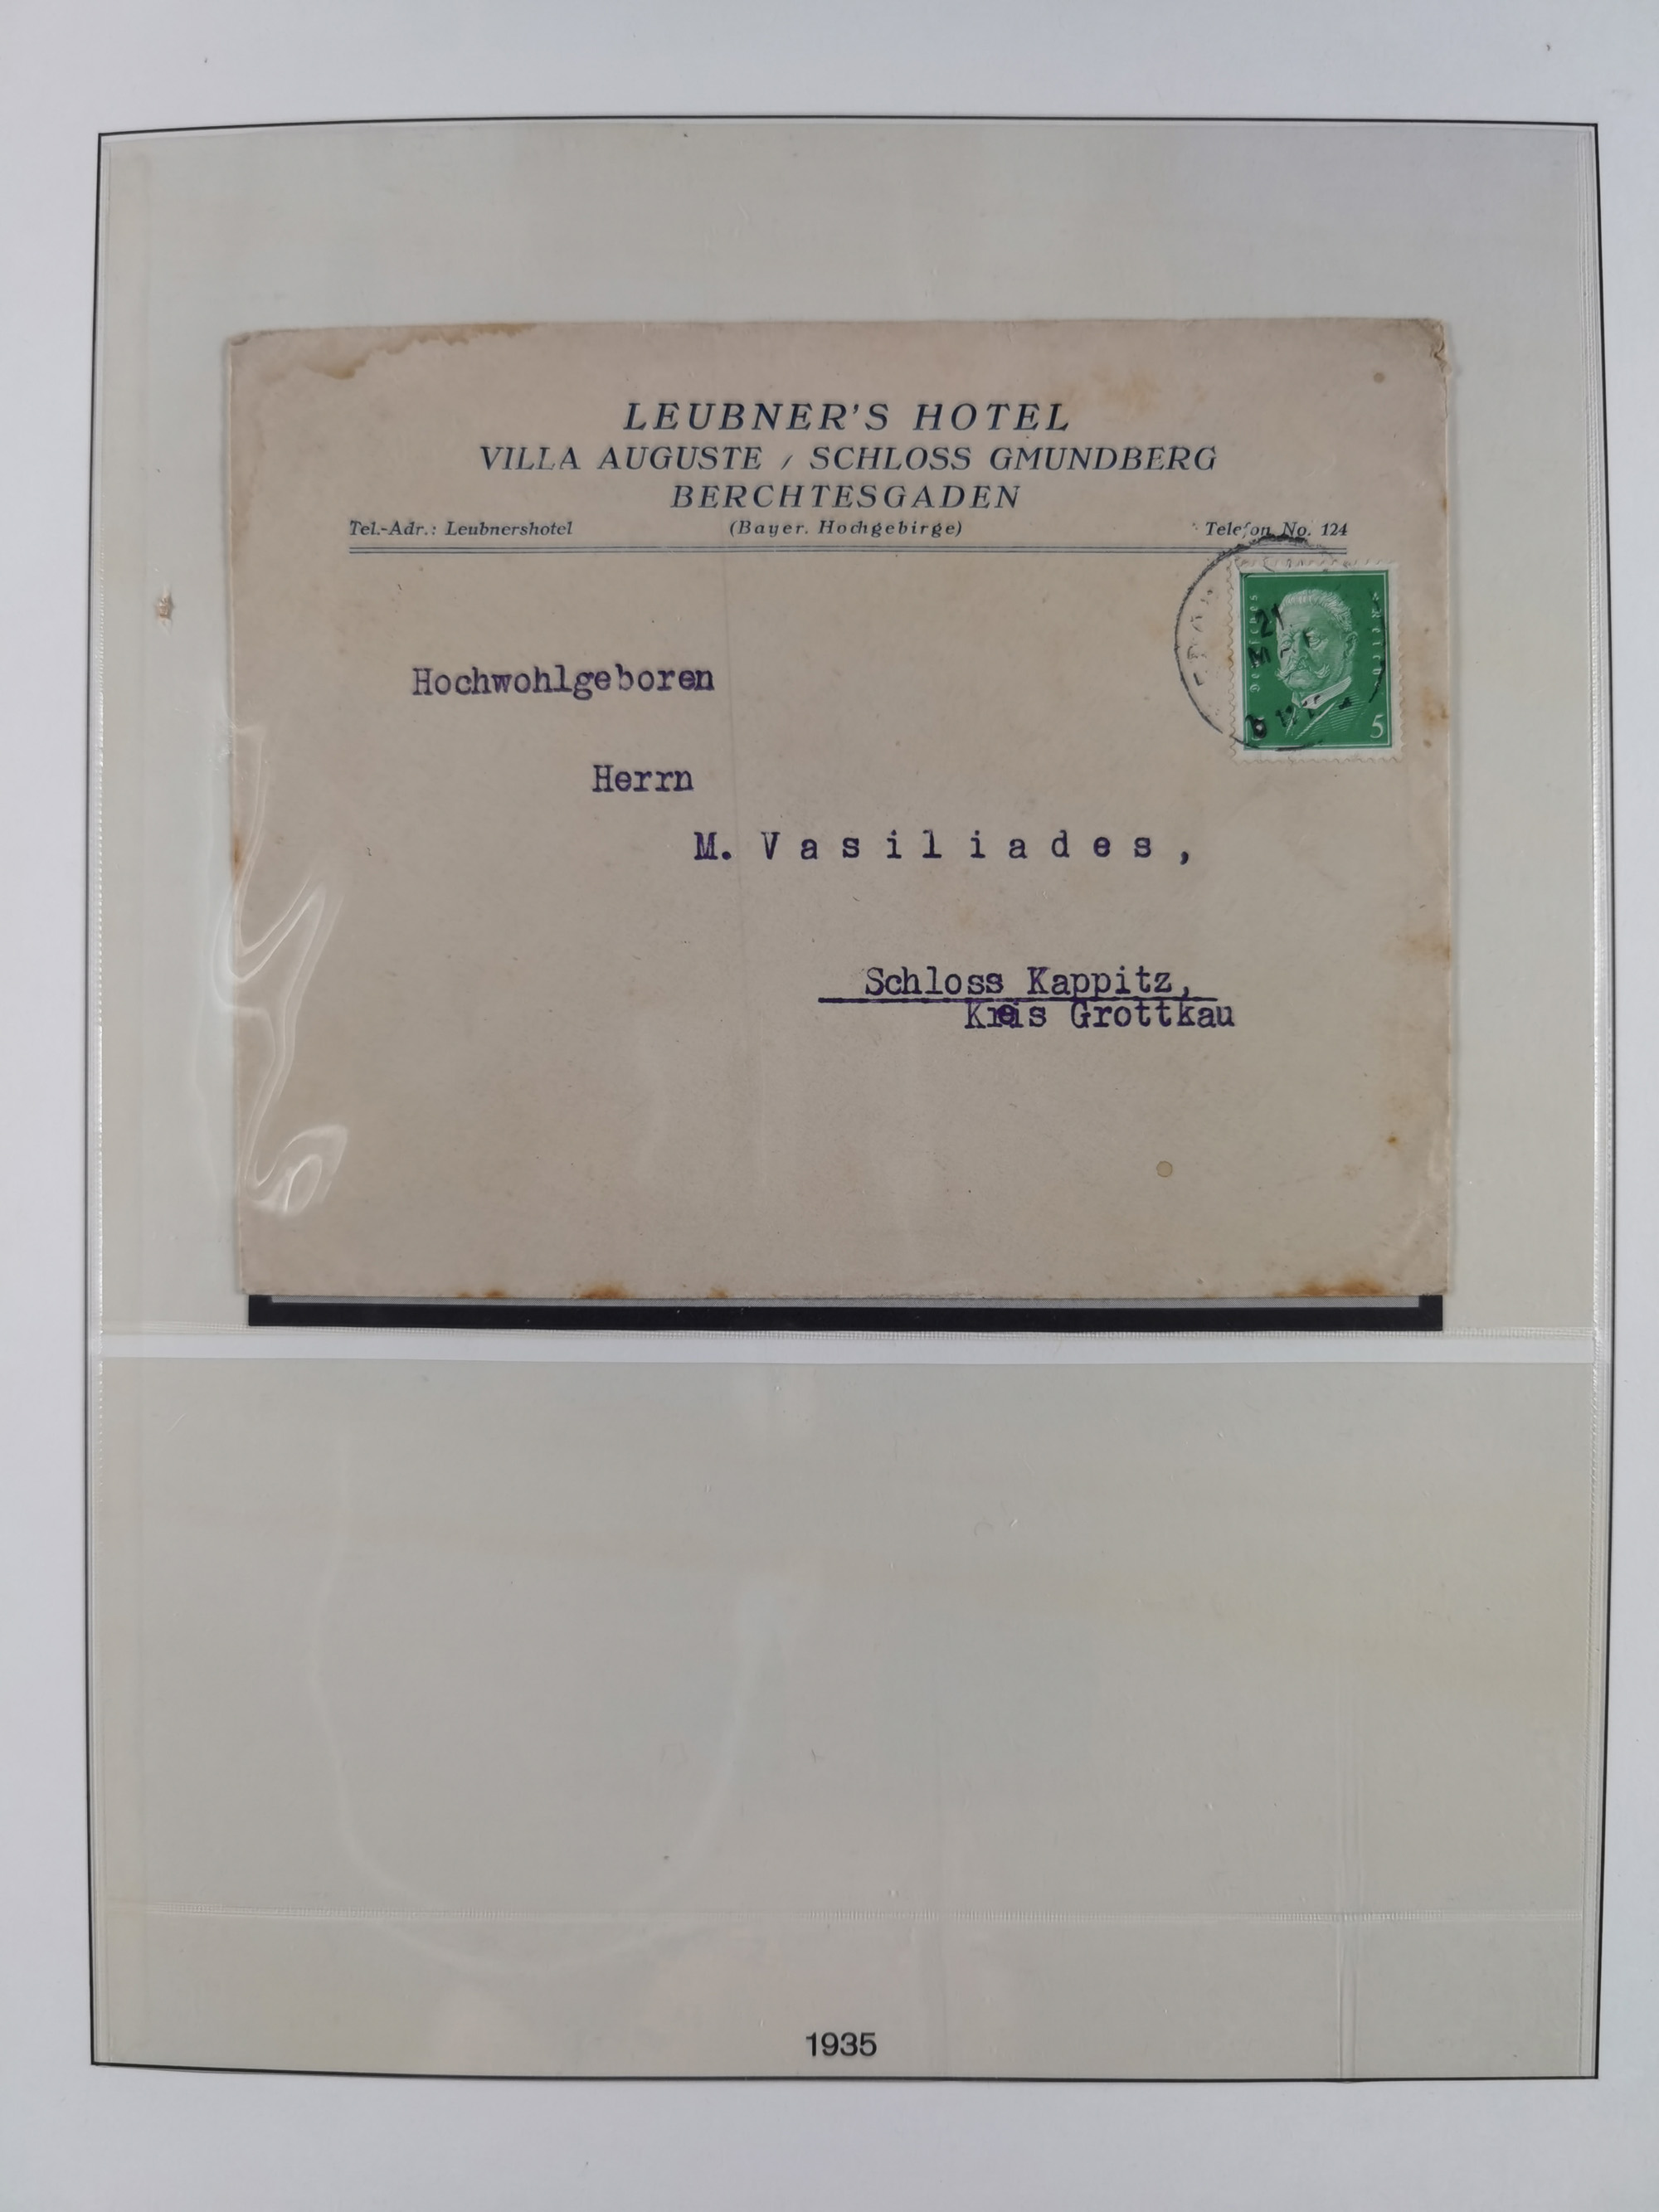 LEUBNER'S HOTEL
VILLA AUGUSTE / SCHLOSS GMUNDBERG
BERCHTESGADEN
Tel.-Adr.: Leubnershotel (Bayer. Hochgebirge) Telefon No. 124
Deutsches Reich
21
5
Hochwohlgeboren
Herrn
M. Vasiliades,
Schloss Kappitz,
Kreis Grottkau
1935